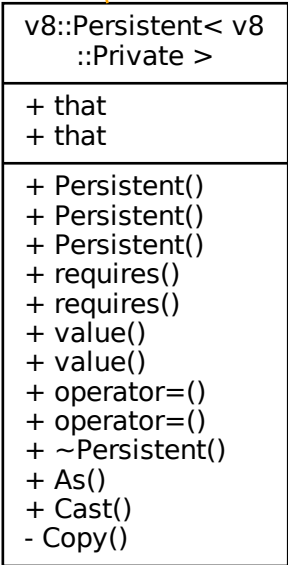 v8::Persistent< v8
::Private >
+ that
+ that
+ Persistent()
+ Persistent()
+ Persistent()
+ requires()
+ requires()
+ value()
+ value()
+ operator=()
+ operator=()
+ ~Persistent()
+ As()
+ Cast()
- Copy()